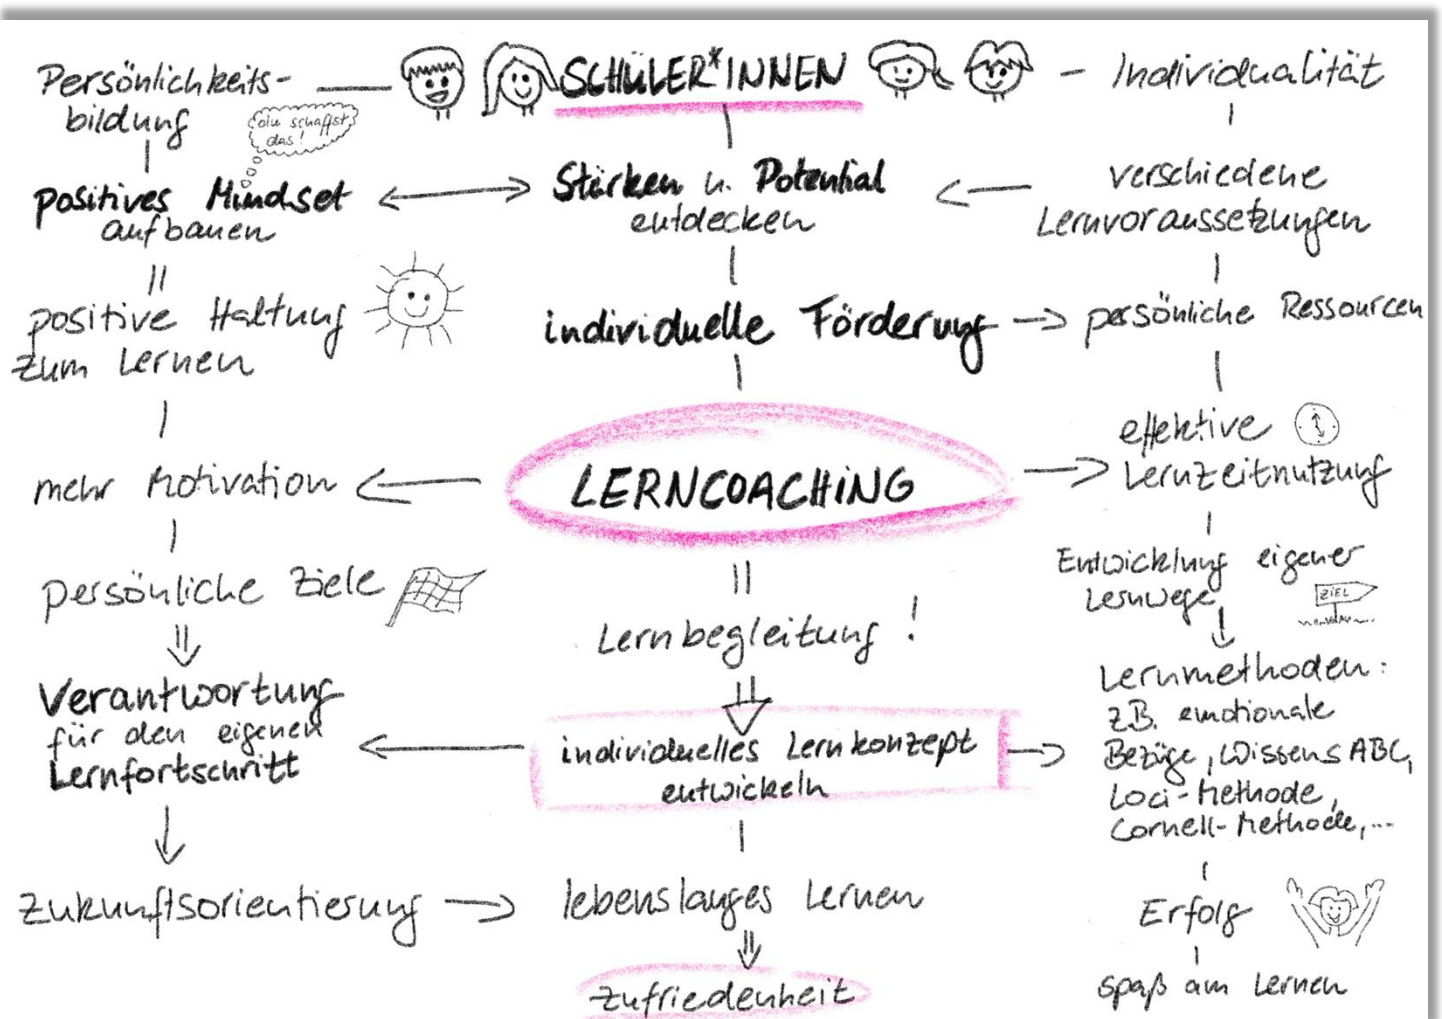 SCHÜLER*INNEN
Persönlichkeits-
bildung
Du schaffst
das!
positives Mindset
aufbauen
positive Haltung
zum Lernen
mehr Motivation
persönliche Ziele
Verantwortung
für den eigenen
Lernfortschritt
Zukunftsorientierung
Stärken u. Potential
entdecken
individuelle Förderung
LERNCOACHING
Lernbegleitung!
individuelles Lernkonzept
entwickeln
lebenslanges Lernen
Zufriedenheit
Individualität
verschiedene
Lernvoraussetzungen
persönliche Ressourcen
effektive
Lernzeitnutzung
Entwicklung eigener
Lernwege
ZIEL
Lernmethoden:
z.B. emotionale
Bezüge, Wissens ABC,
Loci-Methode,
Cornell-Methode,...
Erfolg
Spaß am Lernen